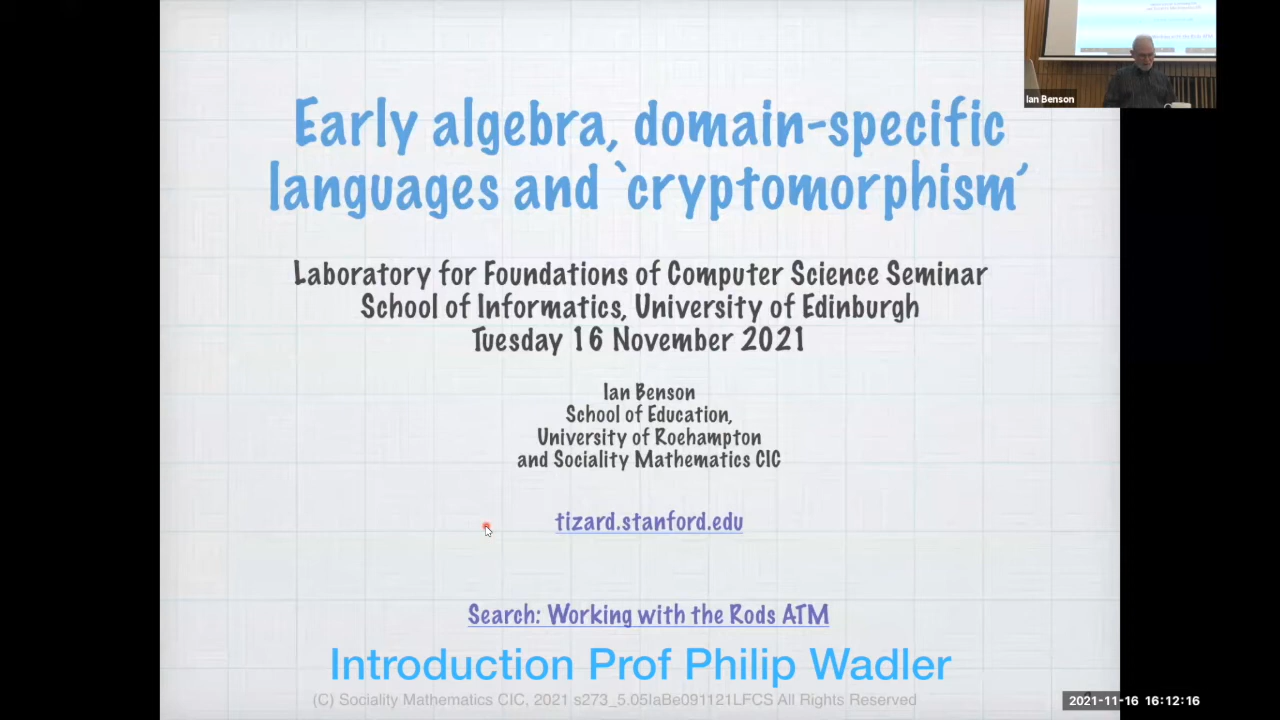 Early algebra, domain-specific
languages and `cryptomorphism’
Laboratory for Foundations of Computer Science Seminar
School of Informatics, University of Edinburgh
Tuesday 16 November 2021
Ian Benson
School of Education,
University of Roehampton
and Sociality Mathematics CIC
tizard.stanford.edu
Search: Working with the Rods ATM
Introduction Prof Philip Wadler
(C) Sociality Mathematics CIC, 2021 s273_5.05IaBe091121LFCS All Rights Reserved
Ian Benson
2021-11-16 16:12:16